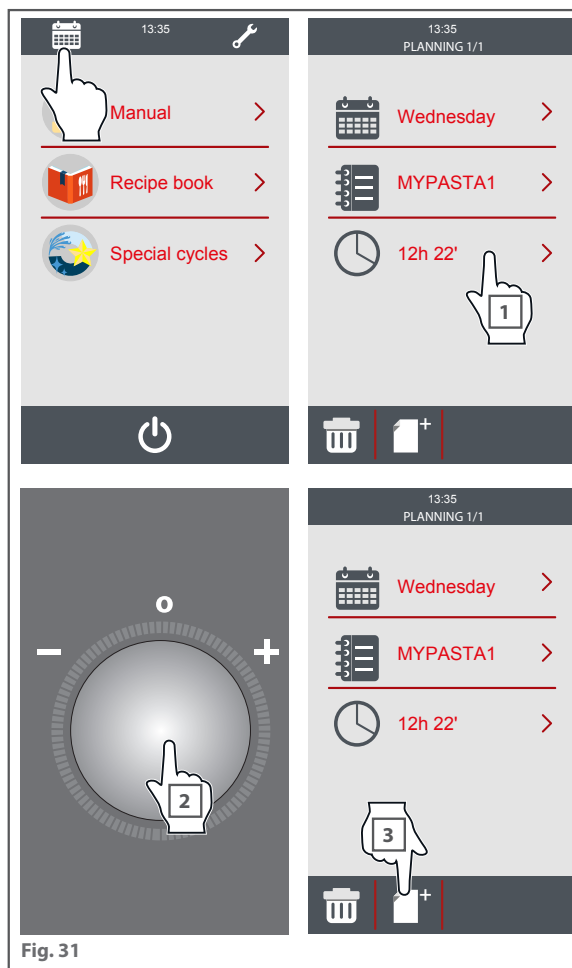 13:35
Manual
Recipe book
Special cycles
13:35
PLANNING 1/1
Wednesday
MYPASTA1
12h 22'
1
+
o
− +
2
13:35
PLANNING 1/1
Wednesday
MYPASTA1
12h 22'
3
+
Fig. 31